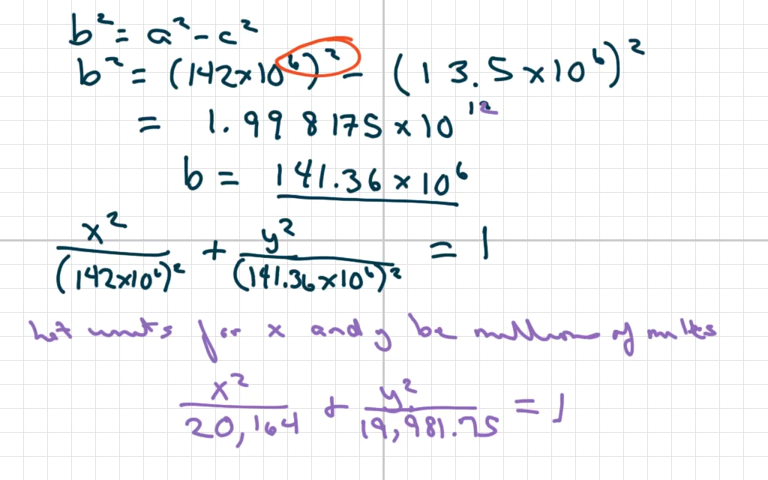 b² = a² - c²
b² = (142×10⁶)² - (13.5×10⁶)²
= 1.998175 × 10¹²
b = 141.36 × 10⁶
x²/(142×10⁶)² + y²/(141.36×10⁶)² = 1
Let units for x and y be million of miles
x²/20,164 + y²/19,981.75 = 1